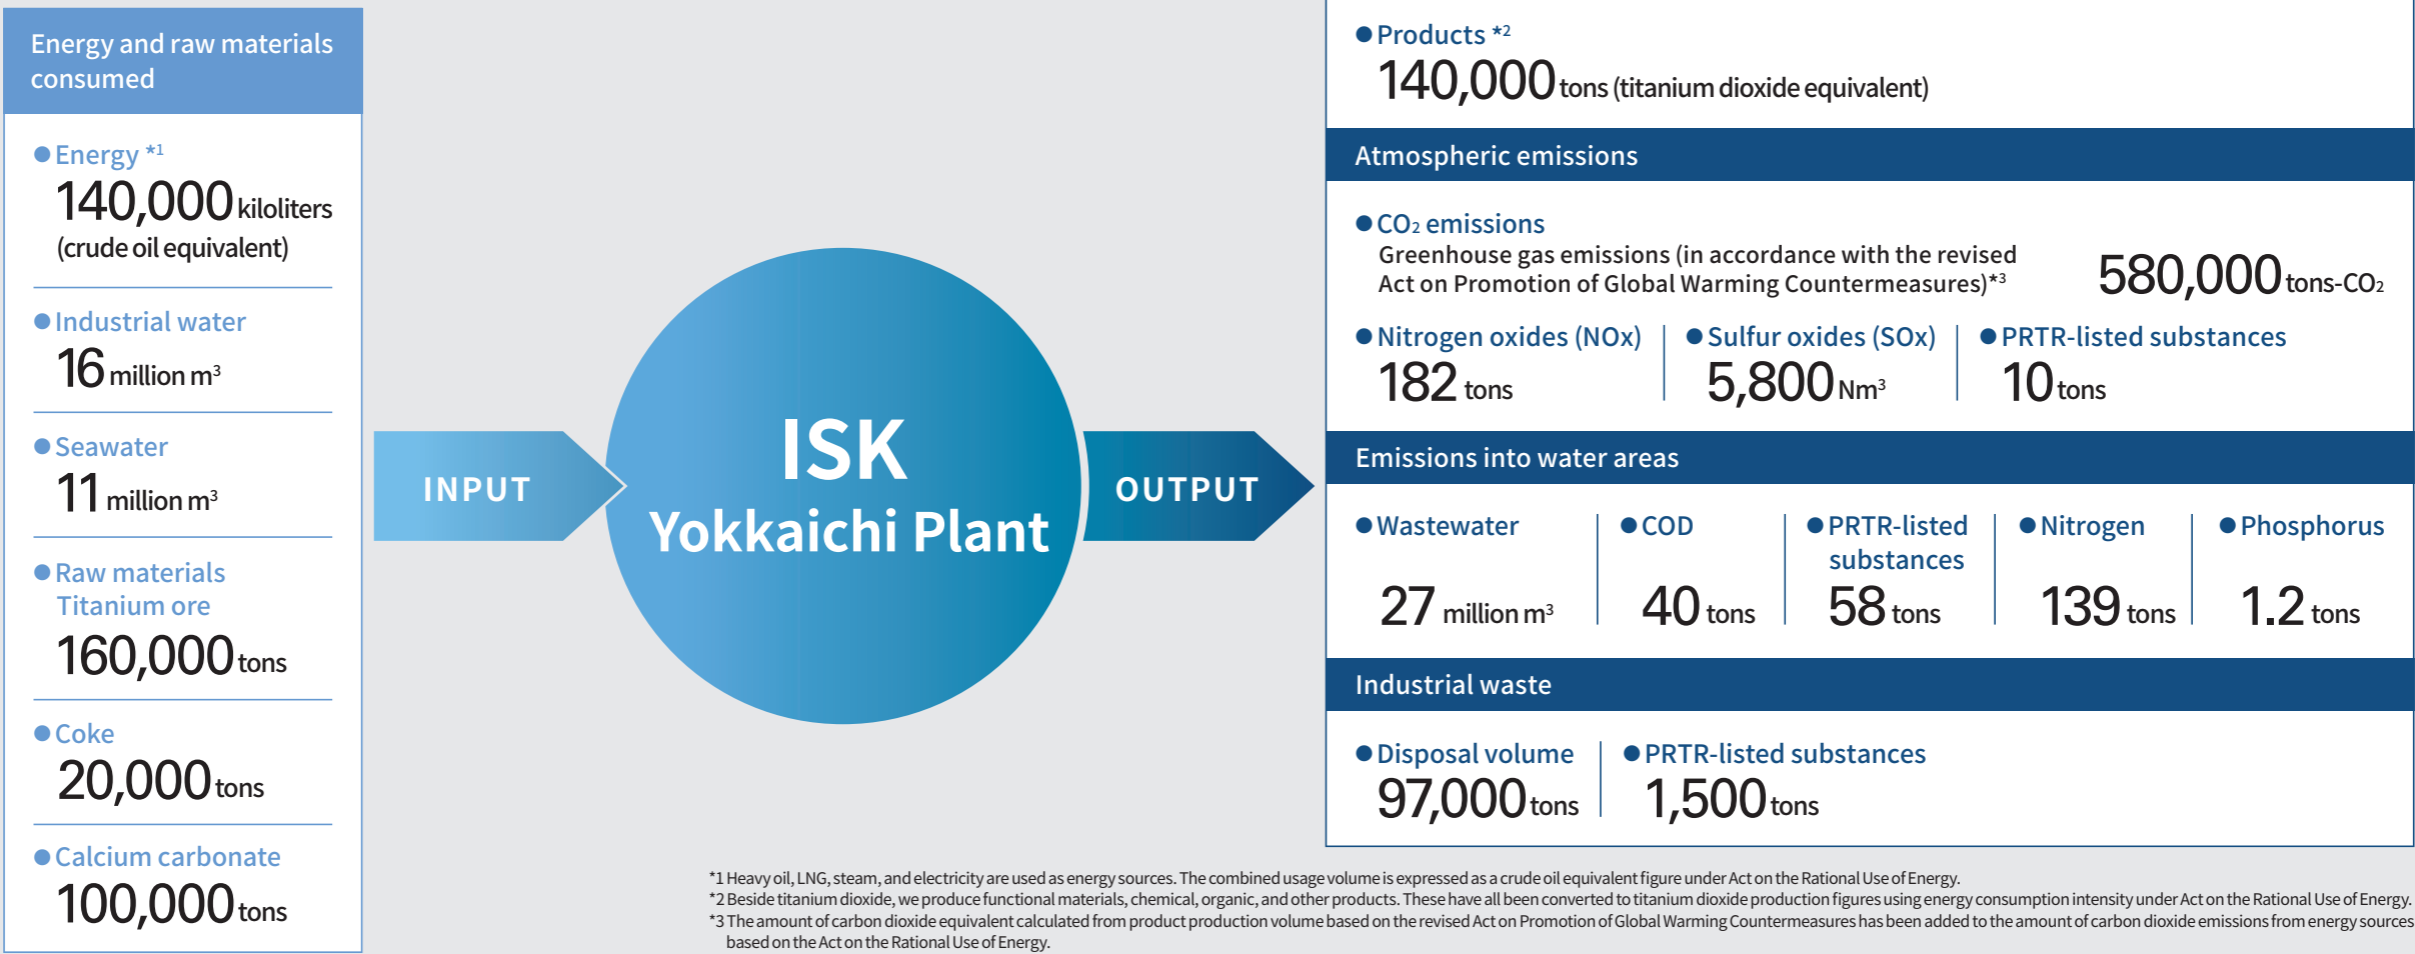 Energy and raw materials
consumed
● Energy *1
140,000 kiloliters
(crude oil equivalent)
● Industrial water
16 million m³
● Seawater
11 million m³
● Raw materials
Titanium ore
160,000 tons
● Coke
20,000 tons
● Calcium carbonate
100,000 tons
INPUT
ISK
Yokkaichi Plant
OUTPUT
● Products *2
140,000 tons (titanium dioxide equivalent)
Atmospheric emissions
● CO₂ emissions
Greenhouse gas emissions (in accordance with the revised
Act on Promotion of Global Warming Countermeasures)*3
580,000 tons-CO₂
● Nitrogen oxides (NOx)
182 tons
● Sulfur oxides (SOx)
5,800 Nm³
● PRTR-listed substances
10 tons
Emissions into water areas
● Wastewater
27 million m³
● COD
40 tons
● PRTR-listed
substances
58 tons
● Nitrogen
139 tons
● Phosphorus
1.2 tons
Industrial waste
● Disposal volume
97,000 tons
● PRTR-listed substances
1,500 tons
*1 Heavy oil, LNG, steam, and electricity are used as energy sources. The combined usage volume is expressed as a crude oil equivalent figure under Act on the Rational Use of Energy.
*2 Beside titanium dioxide, we produce functional materials, chemical, organic, and other products. These have all been converted to titanium dioxide production figures using energy consumption intensity under Act on the Rational Use of Energy.
*3 The amount of carbon dioxide equivalent calculated from product production volume based on the revised Act on Promotion of Global Warming Countermeasures has been added to the amount of carbon dioxide emissions from energy sources
based on the Act on the Rational Use of Energy.